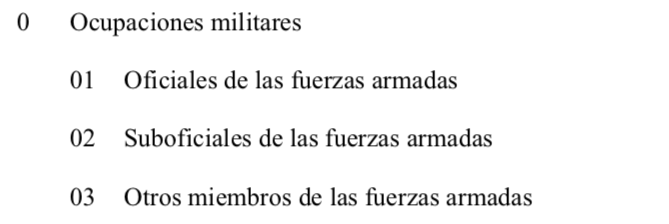 0 Ocupaciones militares
01 Oficiales de las fuerzas armadas
02 Suboficiales de las fuerzas armadas
03 Otros miembros de las fuerzas armadas